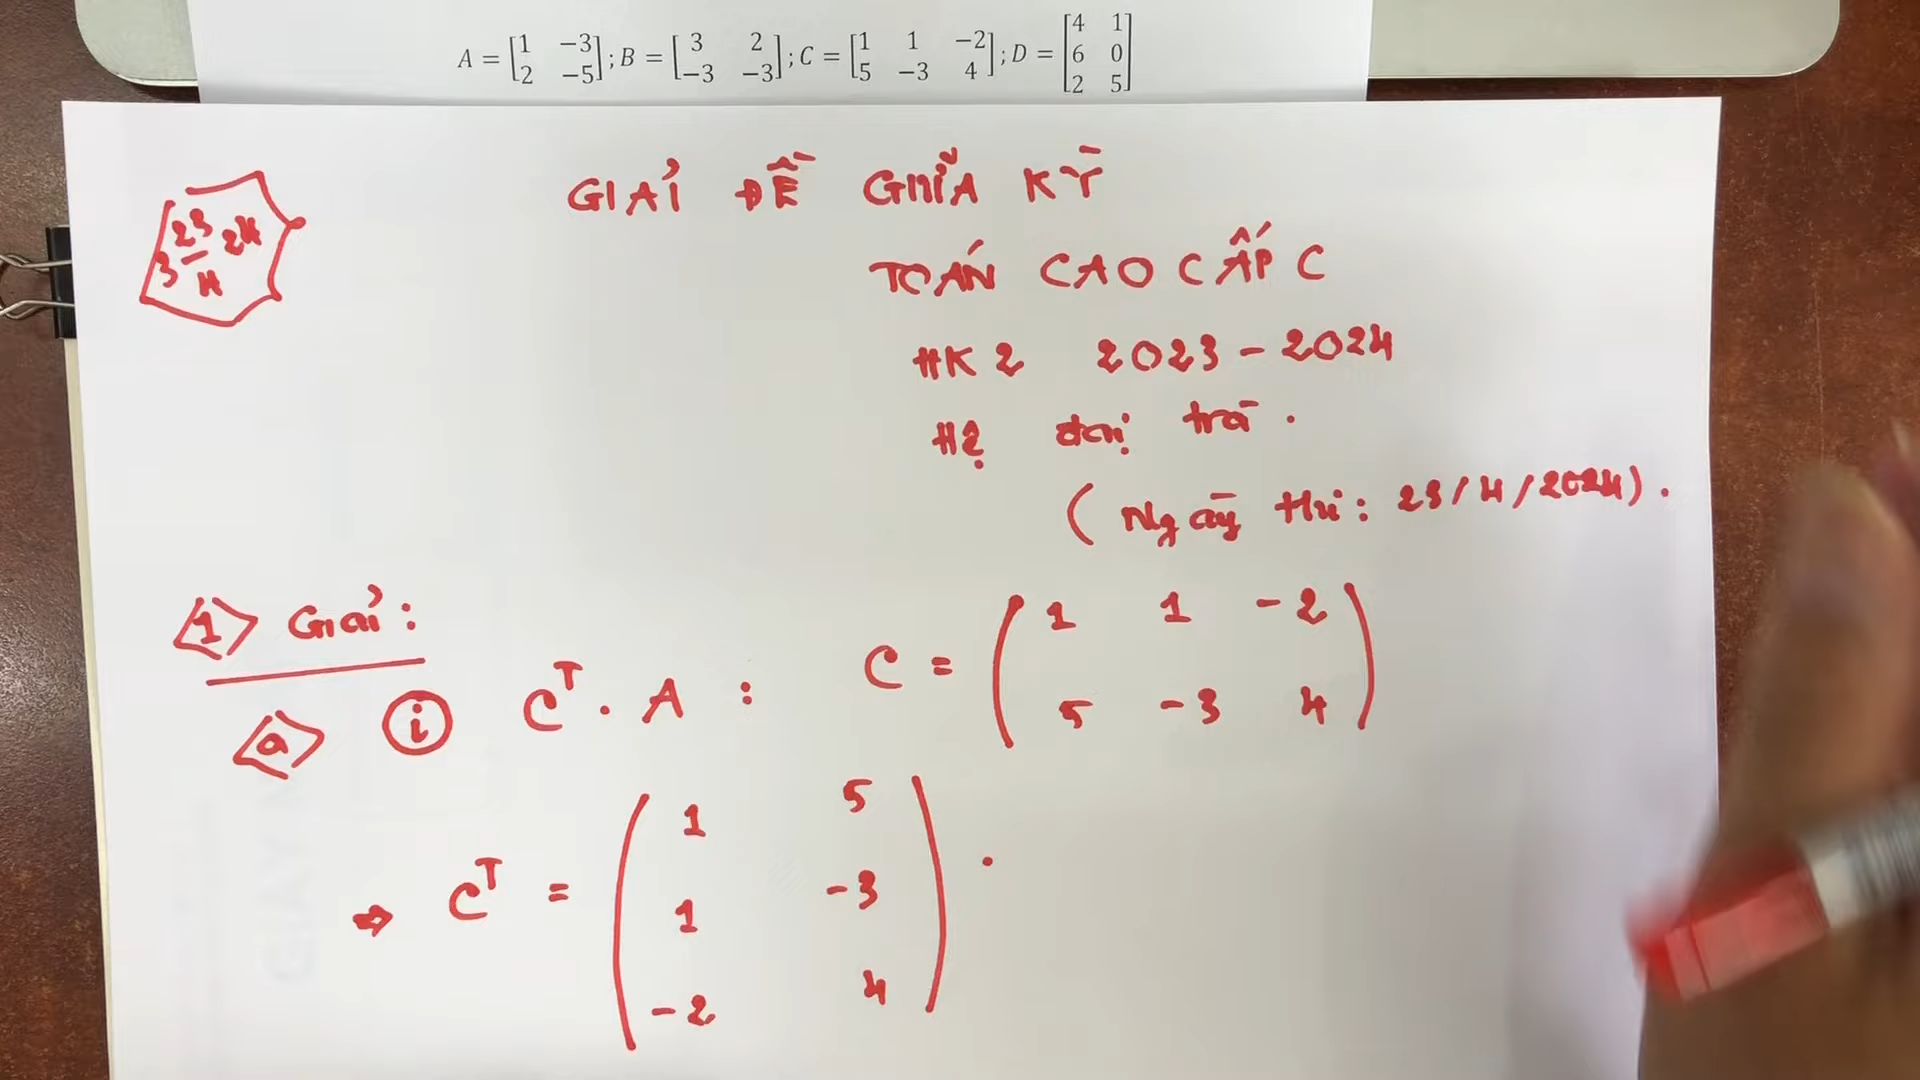 A = [1 -3; 2 -5]; B = [3 2; -3 -3]; C = [1 1 -2; 5 -3 4]; D = [4 1; 6 0; 2 5]
23 24
3 4
GIẢI ĐỀ GIỮA KỲ
TOÁN CAO CẤP C
HK 2 2023-2024
Hệ đại trà.
(Ngày thi: 23/4/2024).
1 Giải:
a i C^T . A : C = (1 1 -2; 5 -3 4)
⇒ C^T = (1 5; 1 -3; -2 4) .